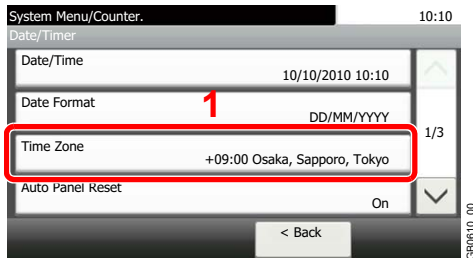 System Menu/Counter.
10:10
Date/Timer
Date/Time
10/10/2010 10:10
Date Format
DD/MM/YYYY
1
1/3
Time Zone
+09:00 Osaka, Sapporo, Tokyo
Auto Panel Reset
On
< Back
GB0610_00